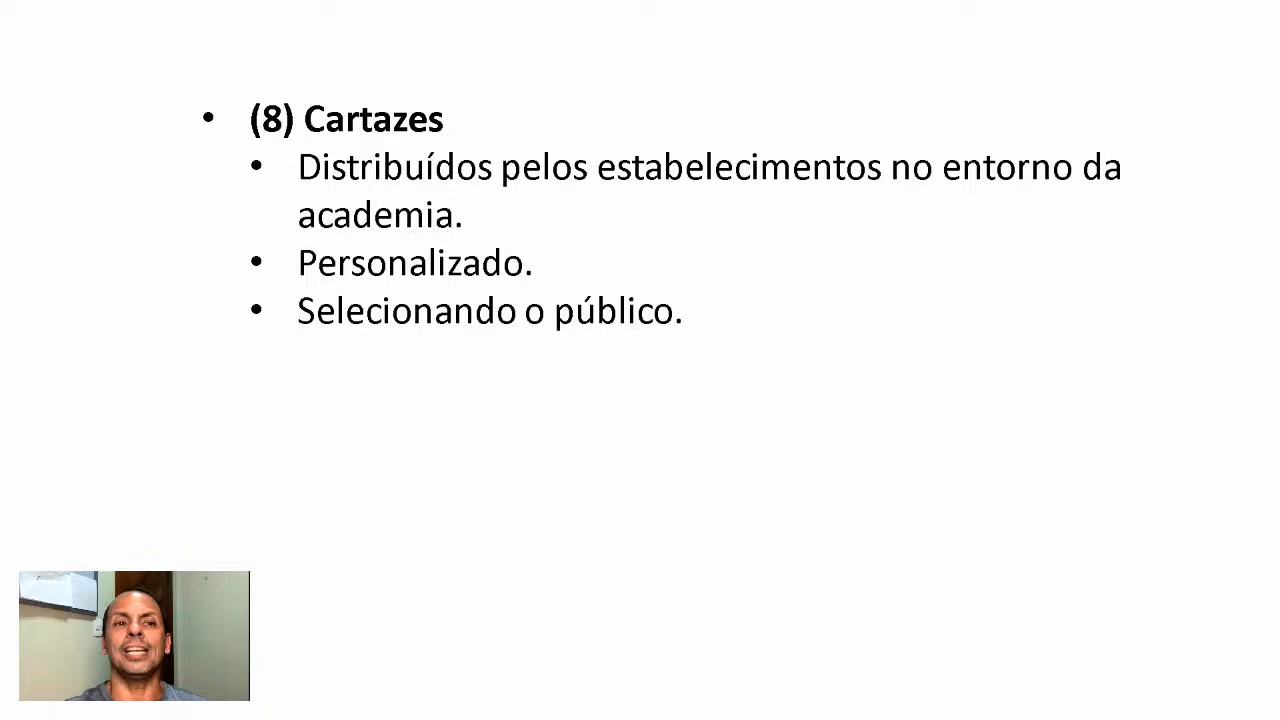 • (8) Cartazes
• Distribuídos pelos estabelecimentos no entorno da
academia.
• Personalizado.
• Selecionando o público.